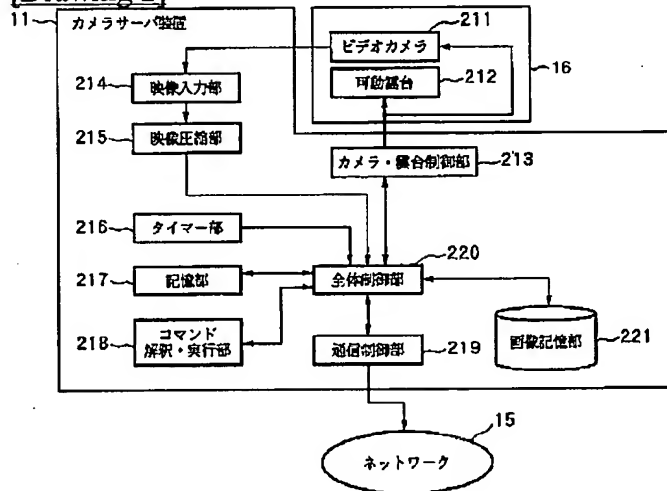 11
カメラサーバ装置
ビデオカメラ
211
可動雲台
212
16
214
映像入力部
215
映像圧縮部
カメラ・雲台制御部
213
216
タイマー部
220
217
記憶部
全体制御部
218
コマンド
解釈・実行部
通信制御部
219
画像記憶部
221
15
ネットワーク